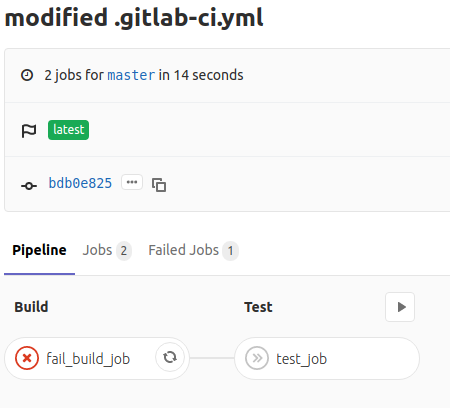 modified .gitlab-ci.yml
2 jobs for master in 14 seconds
latest
bdb0e825
Pipeline Jobs 2 Failed Jobs 1
Build Test
fail_build_job test_job